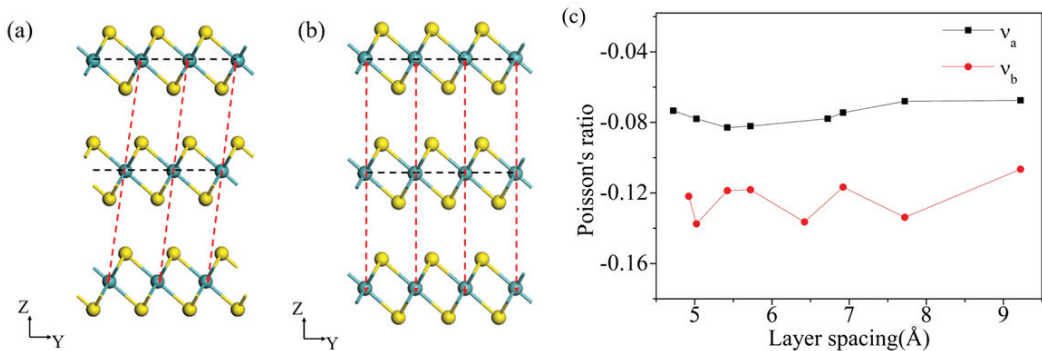 (a)
Z
Y
(b)
Z
Y
(c)
Poisson's ratio
-0.04
-0.08
-0.12
-0.16
νa
νb
5 6 7 8 9
Layer spacing(Å)